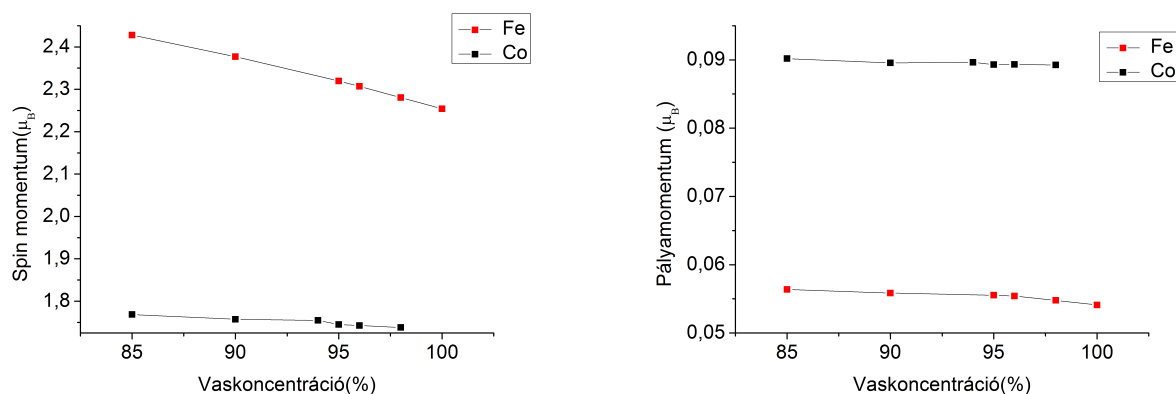 Spin momentum(μB)
2,4
2,3
2,2
2,1
2,0
1,9
1,8
85 90 95 100
Vaskoncentráció(%)
Fe
Co
Pályamomentum (μB)
0,09
0,08
0,07
0,06
0,05
85 90 95 100
Vaskoncentráció(%)
Fe
Co